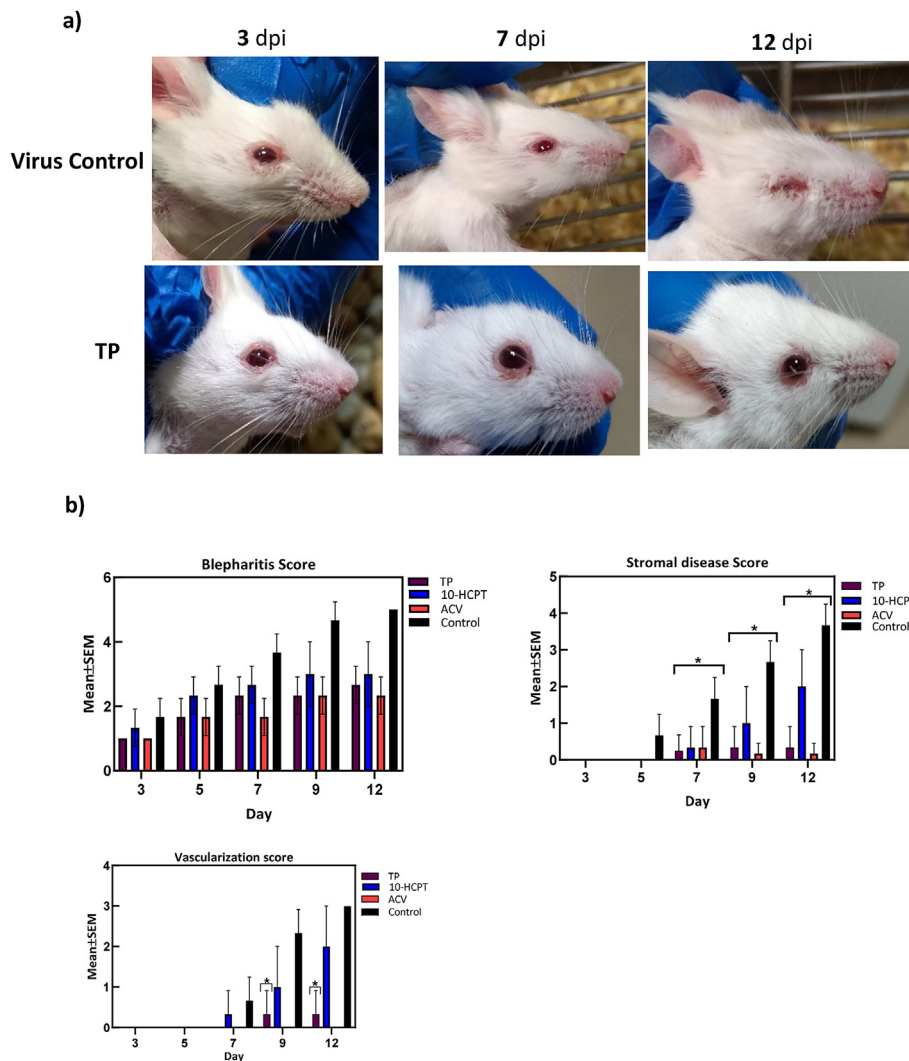 a)
3 dpi
7 dpi
12 dpi
Virus Control
TP
b)
Blepharitis Score
Mean±SEM
6
4
2
0
3
5
7
9
12
Day
TP
10-HCPT
ACV
Control
Stromal disease Score
Mean±SEM
5
4
3
2
1
0
*
*
*
3
5
7
9
12
Day
TP
10-HCPT
ACV
Control
Vascularization score
Mean±SEM
4
3
2
1
0
*
*
3
5
7
9
12
Day
TP
10-HCPT
ACV
Control